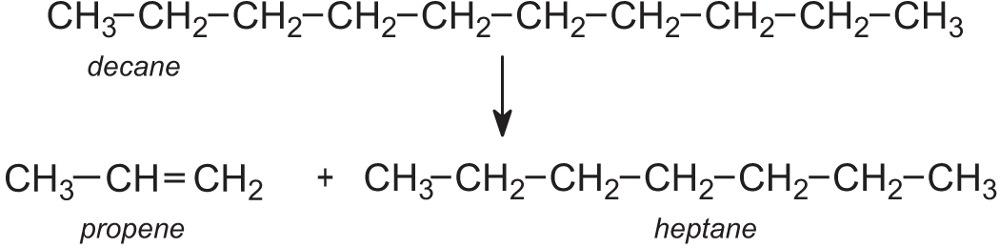 CH₃–CH₂–CH₂–CH₂–CH₂–CH₂–CH₂–CH₂–CH₂–CH₃
decane
CH₃–CH=CH₂ + CH₃–CH₂–CH₂–CH₂–CH₂–CH₂–CH₃
propene heptane